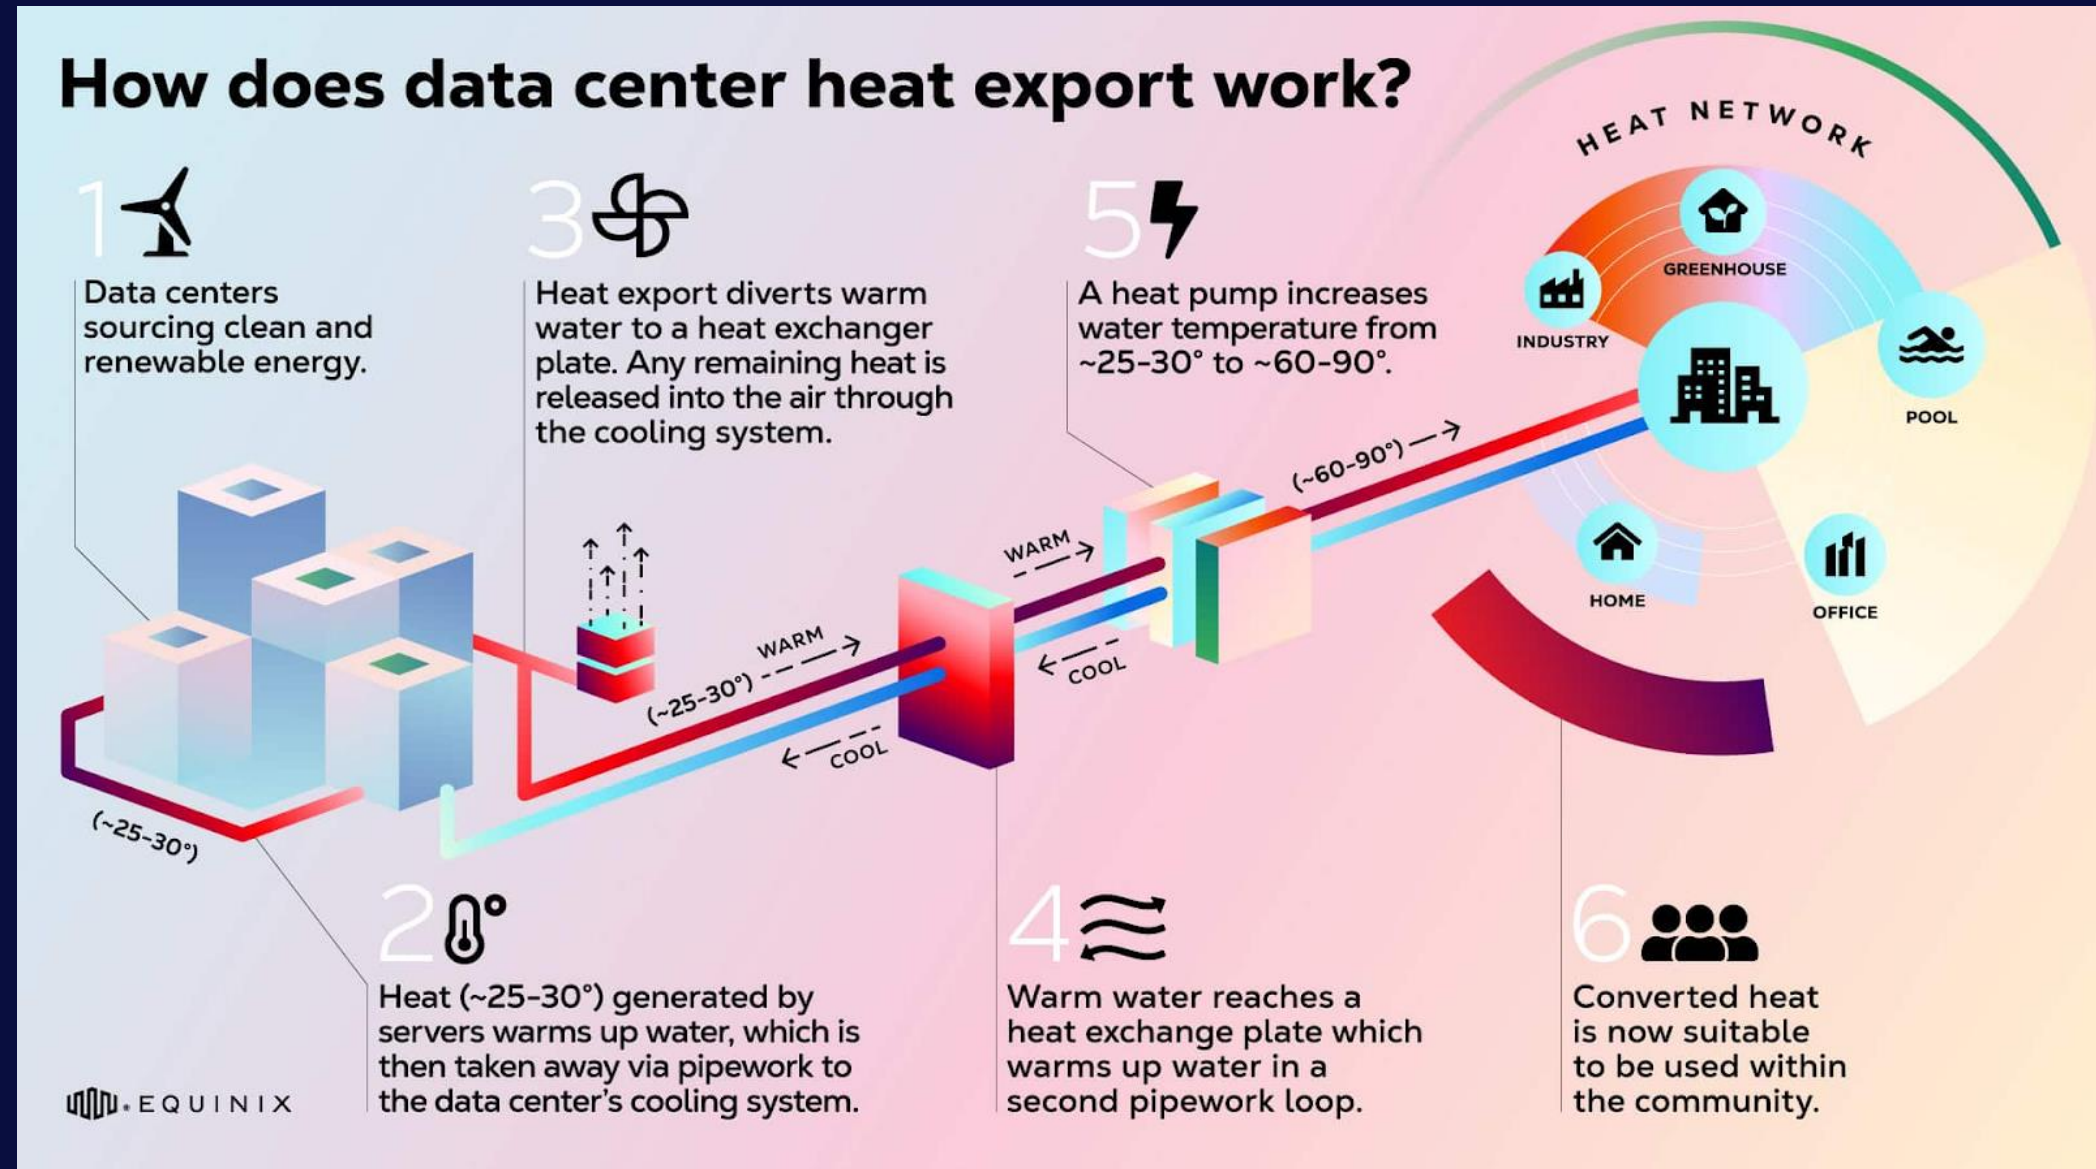 How does data center heat export work?
1
Data centers
sourcing clean and
renewable energy.
3
Heat export diverts warm
water to a heat exchanger
plate. Any remaining heat is
released into the air through
the cooling system.
5
A heat pump increases
water temperature from
~25-30° to ~60-90°.
HEAT NETWORK
GREENHOUSE
INDUSTRY
POOL
HOME
OFFICE
(~60-90°)
WARM
COOL
WARM
(~25-30°)
COOL
(~25-30°)
2
Heat (~25-30°) generated by
servers warms up water, which is
then taken away via pipework to
the data center's cooling system.
4
Warm water reaches a
heat exchange plate which
warms up water in a
second pipework loop.
6
Converted heat
is now suitable
to be used within
the community.
EQUINIX